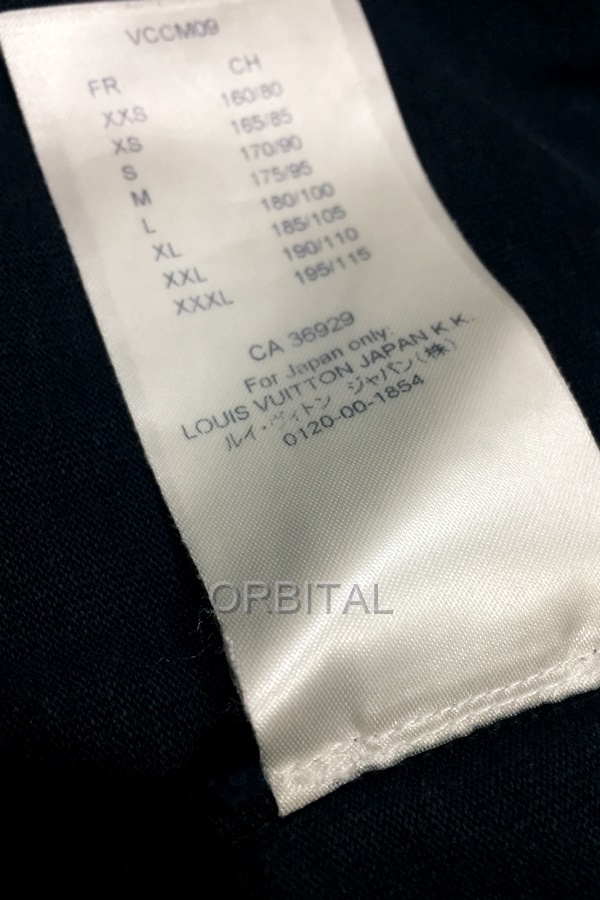 VCCM09
FR CH
XXS 160/80
XS 165/85
S 170/90
M 175/95
L 180/100
XL 185/105
XXL 190/110
XXXL 195/115
CA 36929
For Japan only:
LOUIS VUITTON JAPAN K.K.
ルイ・ヴィトン ジャパン(株)
0120-00-1854
ORBITAL